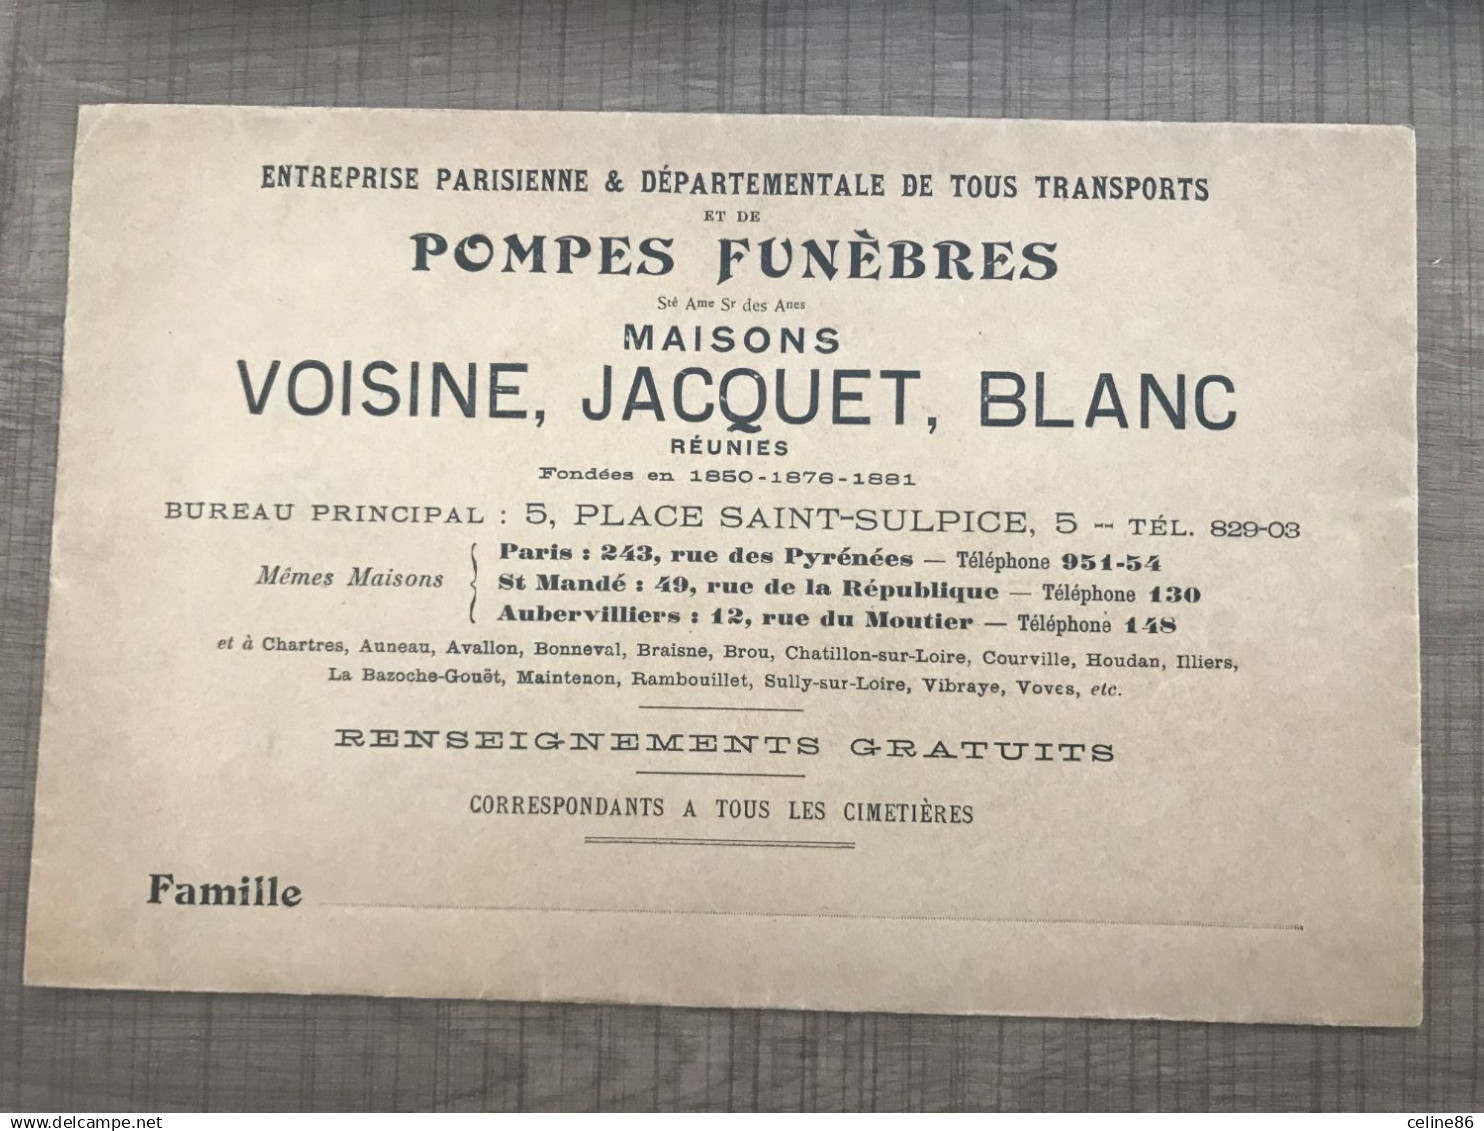 ENTREPRISE PARISIENNE & DÉPARTEMENTALE DE TOUS TRANSPORTS
ET DE
POMPES FUNÈBRES
Sté Ame Sr des Anes
MAISONS
VOISINE, JACQUET, BLANC
RÉUNIES
Fondées en 1850-1876-1881
BUREAU PRINCIPAL : 5, PLACE SAINT-SULPICE, 5 -- TÉL. 829-03
Mêmes Maisons
Paris : 243, rue des Pyrénées — Téléphone 951-54
St Mandé : 49, rue de la République — Téléphone 130
Aubervilliers : 12, rue du Moutier — Téléphone 148
et à Chartres, Auneau, Avallon, Bonneval, Braisne, Brou, Chatillon-sur-Loire, Courville, Houdan, Illiers,
La Bazoche-Gouët, Maintenon, Rambouillet, Sully-sur-Loire, Vibraye, Voves, etc.
RENSEIGNEMENTS GRATUITS
CORRESPONDANTS A TOUS LES CIMETIÈRES
Famille
celine86